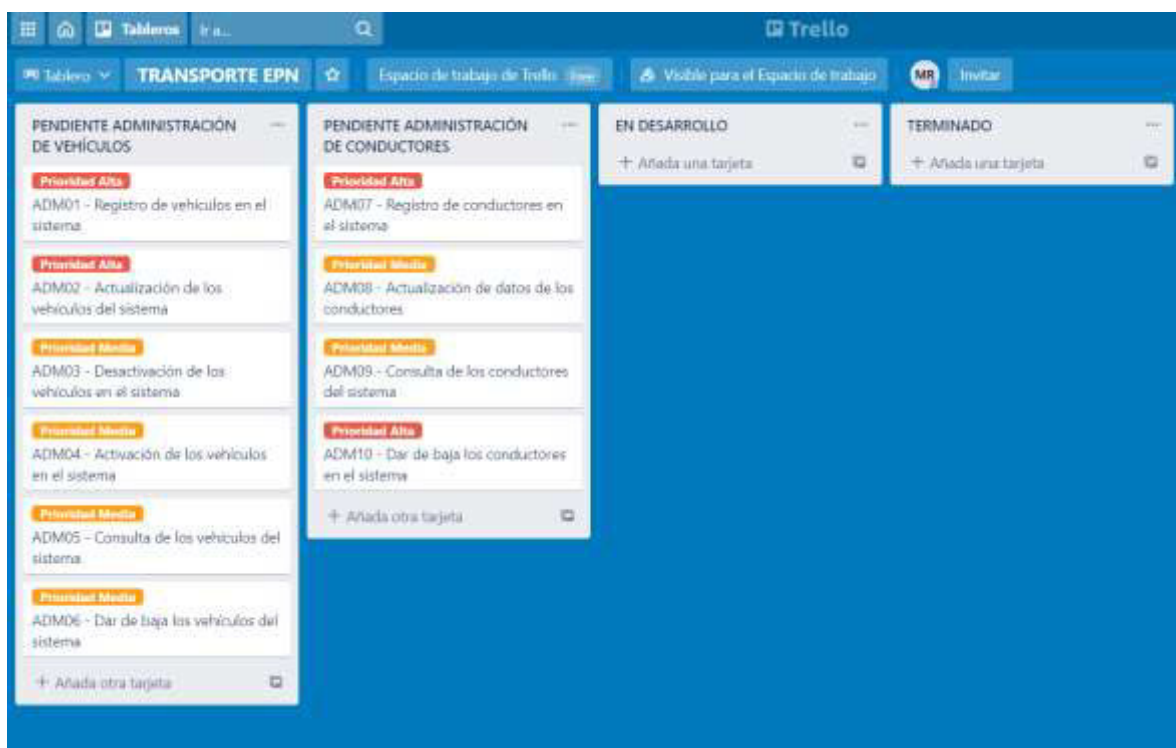 Tableros
Ir a...
Trello
Tablero
TRANSPORTE EPN
Espacio de trabajo de Trello Free
Visible para el Espacio de trabajo
MR
Invitar
PENDIENTE ADMINISTRACIÓN
DE VEHÍCULOS
Prioridad Alta
ADM01 - Registro de vehículos en el
sistema
Prioridad Alta
ADM02 - Actualización de los
vehículos del sistema
Prioridad Media
ADM03 - Desactivación de los
vehículos en el sistema
Prioridad Media
ADM04 - Activación de los vehículos
en el sistema
Prioridad Media
ADM05 - Consulta de los vehículos del
sistema
Prioridad Media
ADM06 - Dar de baja los vehículos del
sistema
+ Añada otra tarjeta
PENDIENTE ADMINISTRACIÓN
DE CONDUCTORES
Prioridad Alta
ADM07 - Registro de conductores en
el sistema
Prioridad Media
ADM08 - Actualización de datos de los
conductores
Prioridad Media
ADM09 - Consulta de los conductores
del sistema
Prioridad Alta
ADM10 - Dar de baja los conductores
en el sistema
+ Añada otra tarjeta
EN DESARROLLO
+ Añada una tarjeta
TERMINADO
+ Añada una tarjeta